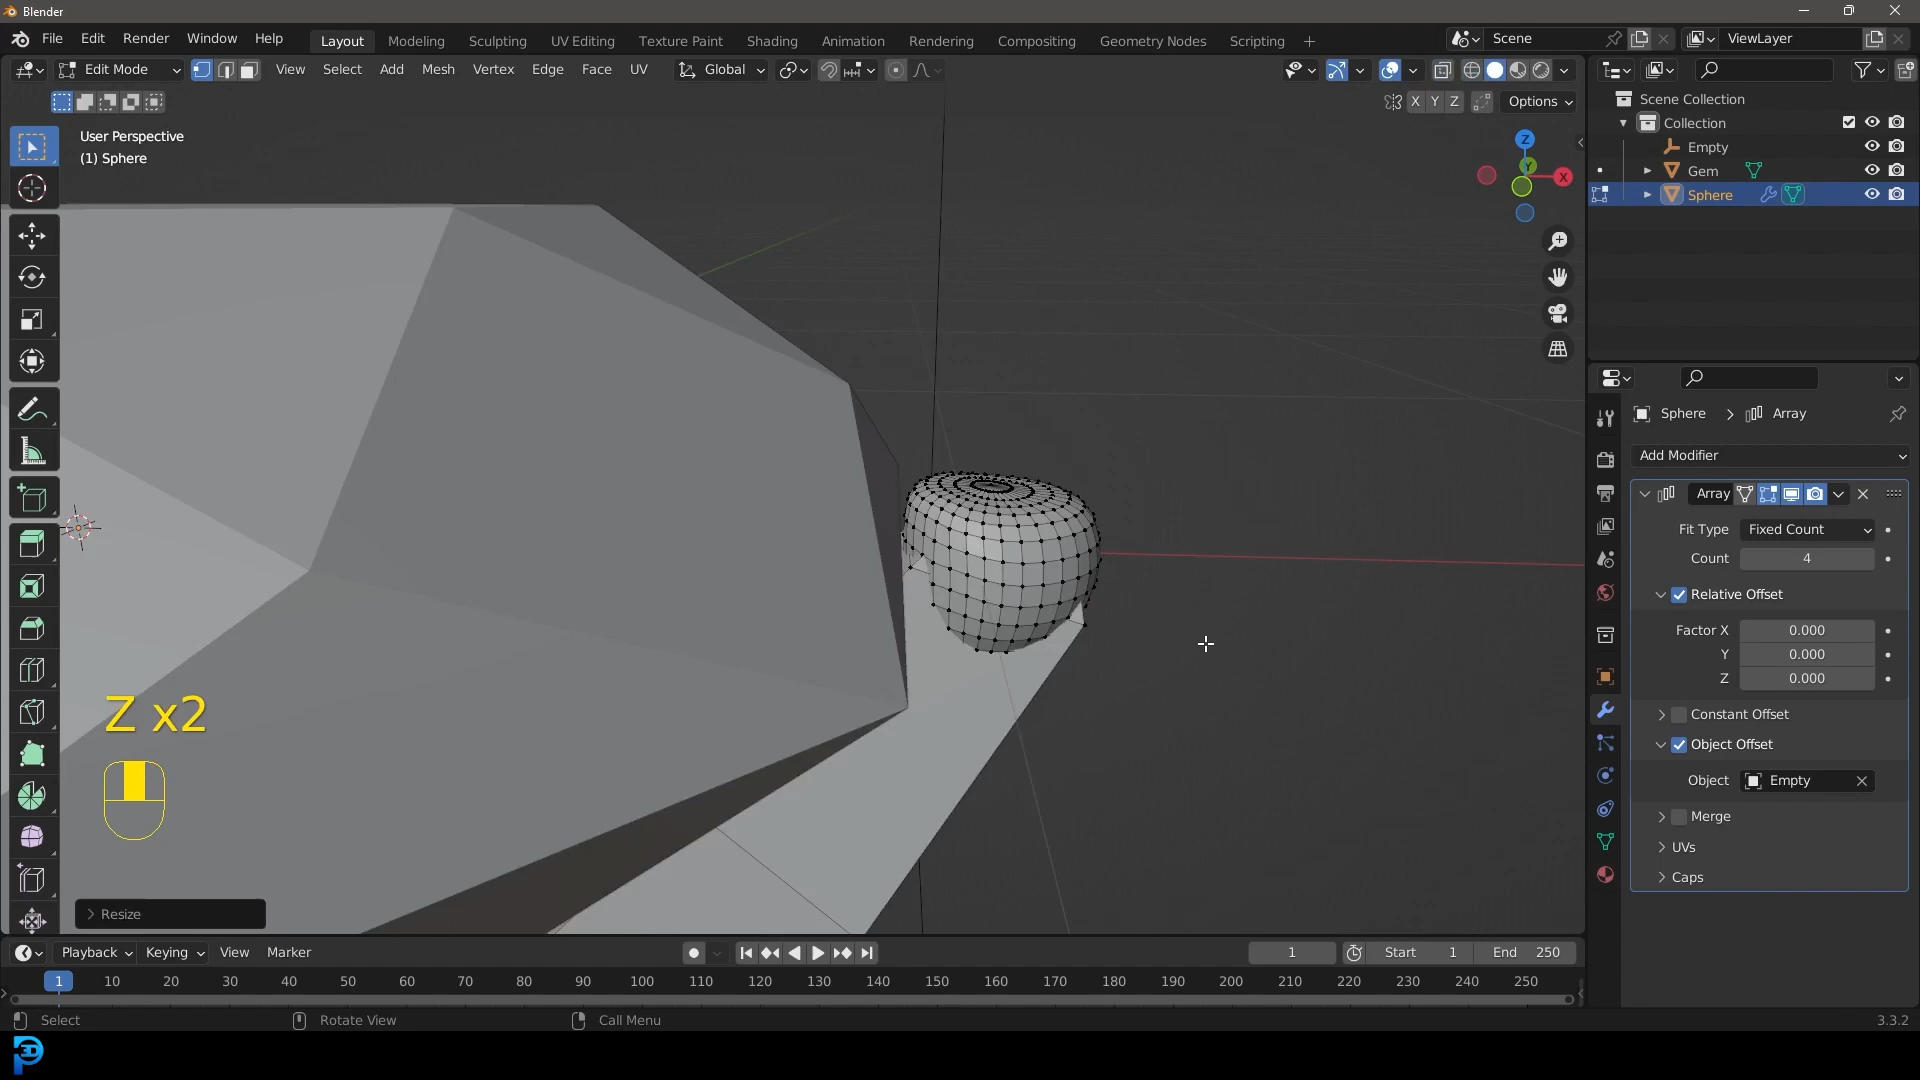 Blender
File Edit Render Window Help Layout Modeling Sculpting UV Editing Texture Paint Shading Animation Rendering Compositing Geometry Nodes Scripting + Scene ViewLayer
Edit Mode View Select Add Mesh Vertex Edge Face UV Global
X Y Z Options
User Perspective
(1) Sphere
Z
Y
X
Scene Collection
Collection
Empty
Gem
Sphere
Sphere > Array
Add Modifier
Array
Fit Type Fixed Count
Count 4
Relative Offset
Factor X 0.000
Y 0.000
Z 0.000
Constant Offset
Object Offset
Object Empty
Merge
UVs
Caps
Z x2
Resize
Playback Keying View Marker 1 Start 1 End 250
1 10 20 30 40 50 60 70 80 90 100 110 120 130 140 150 160 170 180 190 200 210 220 230 240 250
Select Rotate View Call Menu 3.3.2
3D